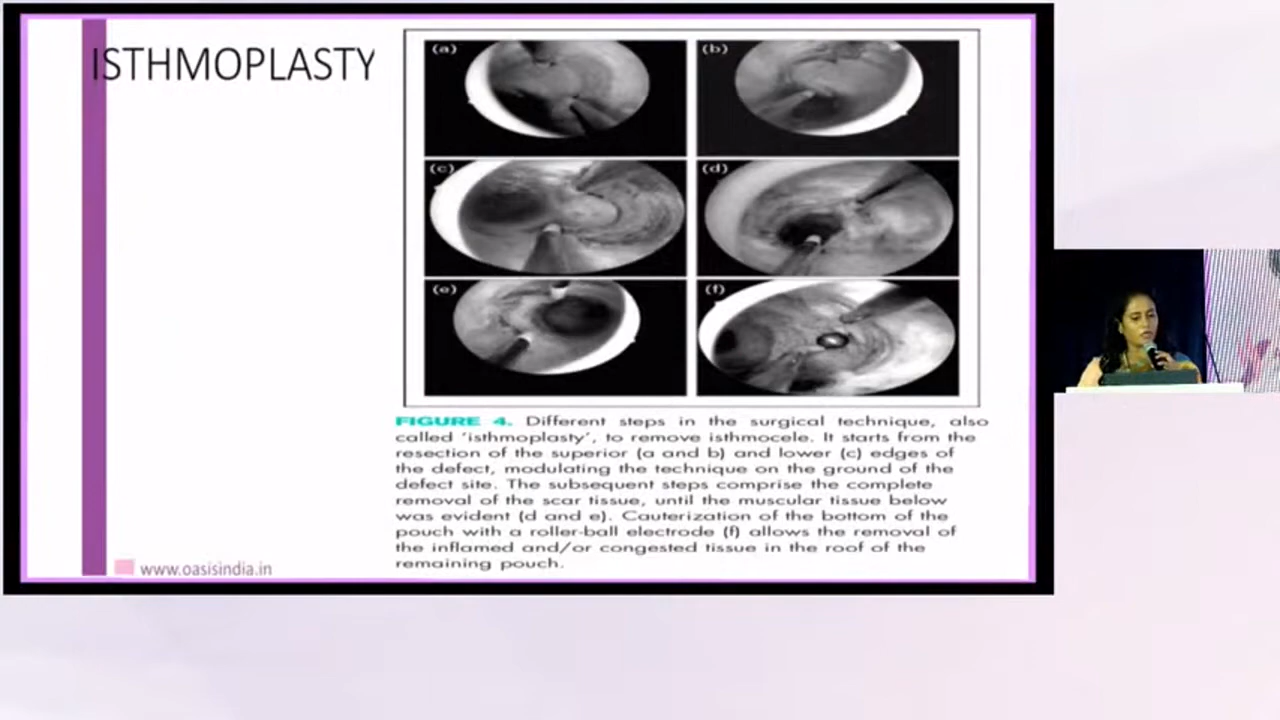 ISTHMOPLASTY
(a)
(b)
(c)
(d)
(e)
(f)
FIGURE 4. Different steps in the surgical technique, also
called 'isthmoplasty', to remove isthmocele. It starts from the
resection of the superior (a and b) and lower (c) edges of
the defect, modulating the technique on the ground of the
defect site. The subsequent steps comprise the complete
removal of the scar tissue, until the muscular tissue below
was evident (d and e). Cauterization of the bottom of the
pouch with a roller-ball electrode (f) allows the removal of
the inflamed and/or congested tissue in the roof of the
remaining pouch.
www.oasisindia.in